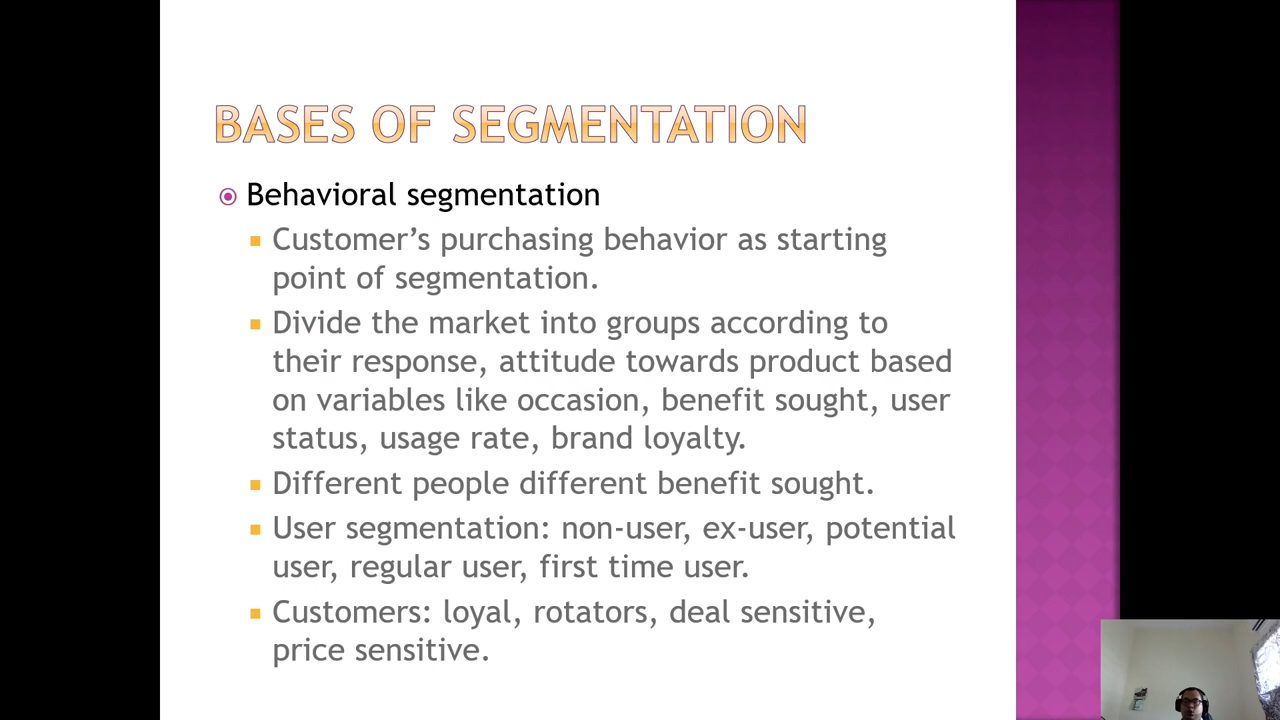 BASES OF SEGMENTATION
Behavioral segmentation
Customer’s purchasing behavior as starting
point of segmentation.
Divide the market into groups according to
their response, attitude towards product based
on variables like occasion, benefit sought, user
status, usage rate, brand loyalty.
Different people different benefit sought.
User segmentation: non-user, ex-user, potential
user, regular user, first time user.
Customers: loyal, rotators, deal sensitive,
price sensitive.